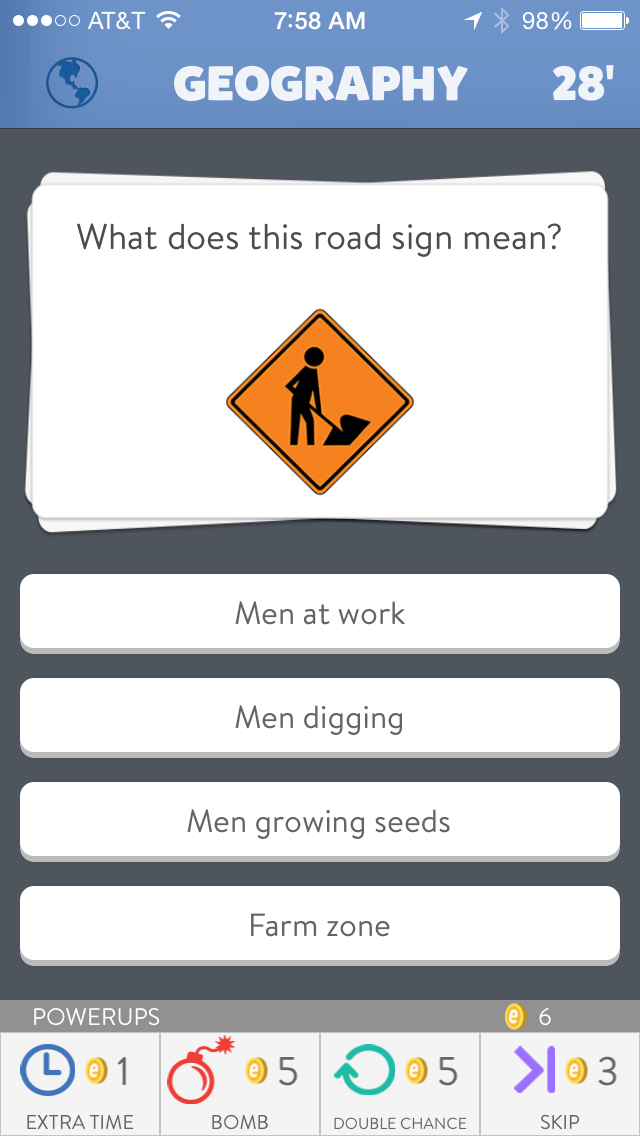 AT&T 7:58 AM 98%
GEOGRAPHY 28'
What does this road sign mean?
Men at work
Men digging
Men growing seeds
Farm zone
POWERUPS e 6
e 1 e 5 e 5 e 3
EXTRA TIME BOMB DOUBLE CHANCE SKIP